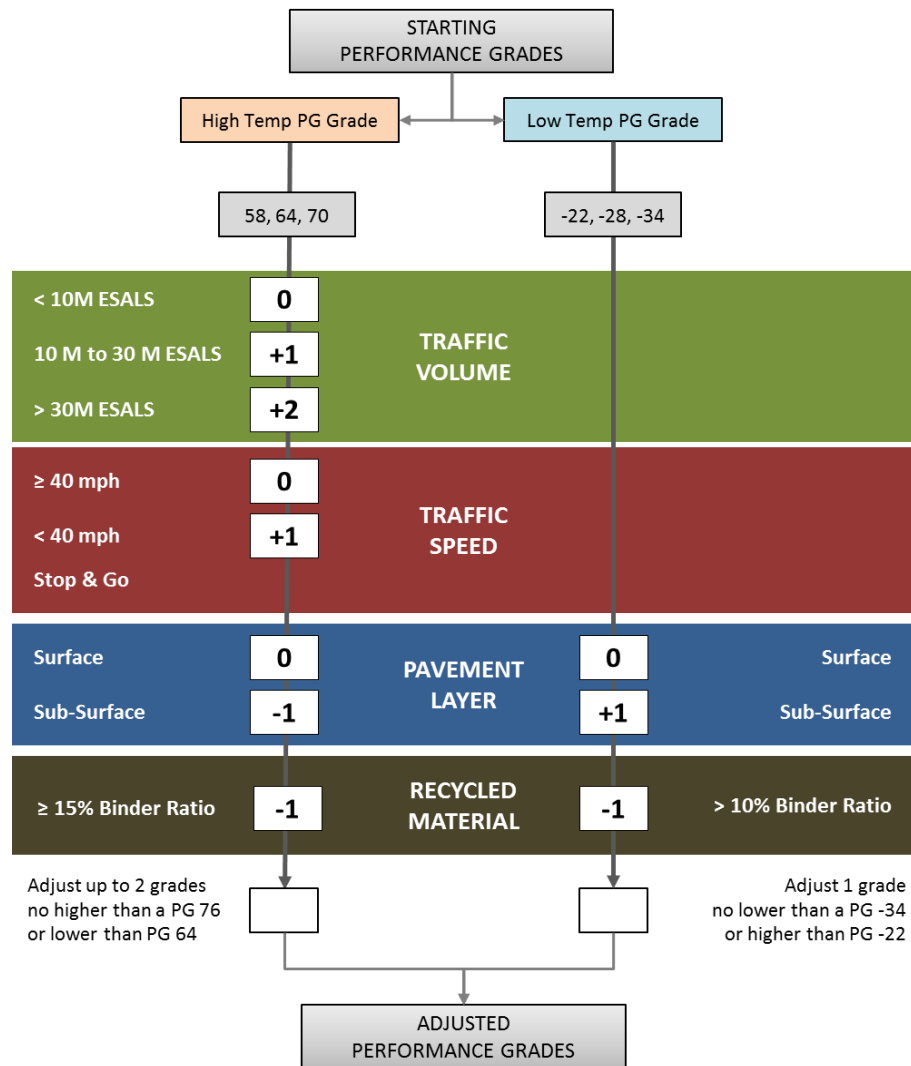 STARTING
PERFORMANCE GRADES
High Temp PG Grade
Low Temp PG Grade
58, 64, 70
-22, -28, -34
< 10M ESALS
0
10 M to 30 M ESALS
+1
> 30M ESALS
+2
TRAFFIC
VOLUME
≥ 40 mph
0
< 40 mph
+1
Stop & Go
TRAFFIC
SPEED
Surface
0
Sub-Surface
-1
PAVEMENT
LAYER
0
Surface
+1
Sub-Surface
≥ 15% Binder Ratio
-1
RECYCLED
MATERIAL
-1
> 10% Binder Ratio
Adjust up to 2 grades
no higher than a PG 76
or lower than PG 64
Adjust 1 grade
no lower than a PG -34
or higher than PG -22
ADJUSTED
PERFORMANCE GRADES